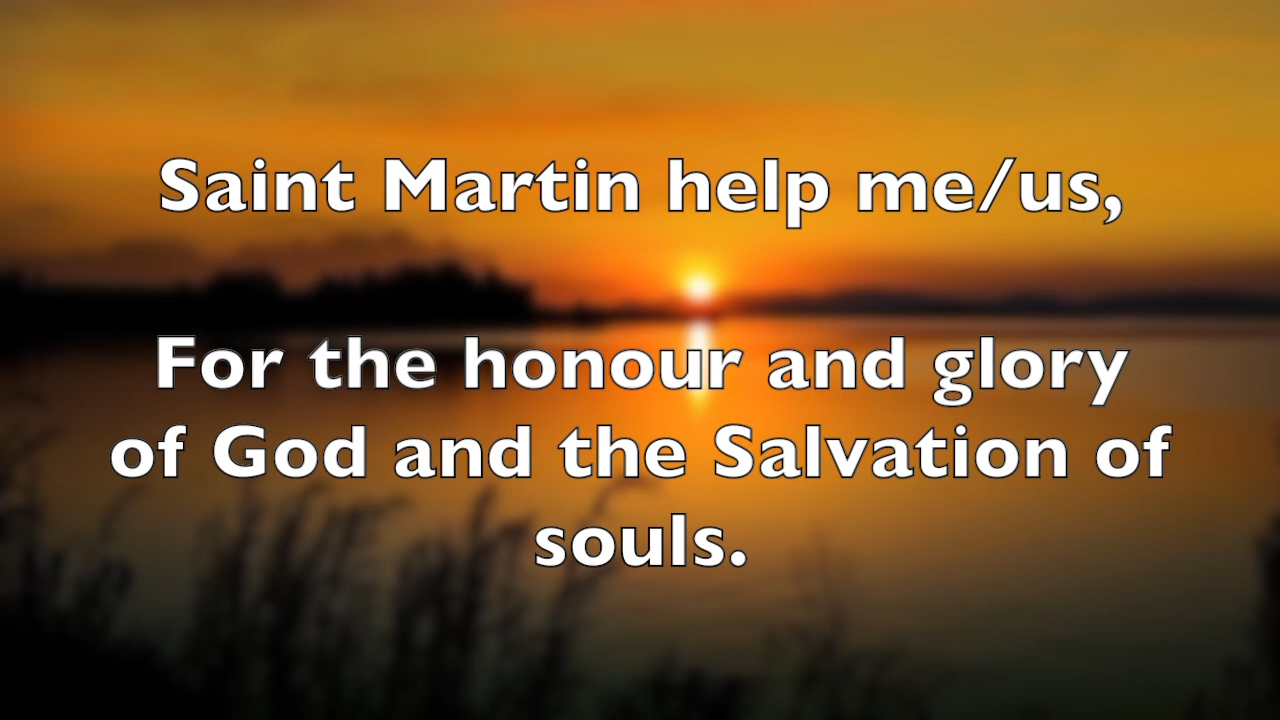 Saint Martin help me/us,
For the honour and glory
of God and the Salvation of
souls.